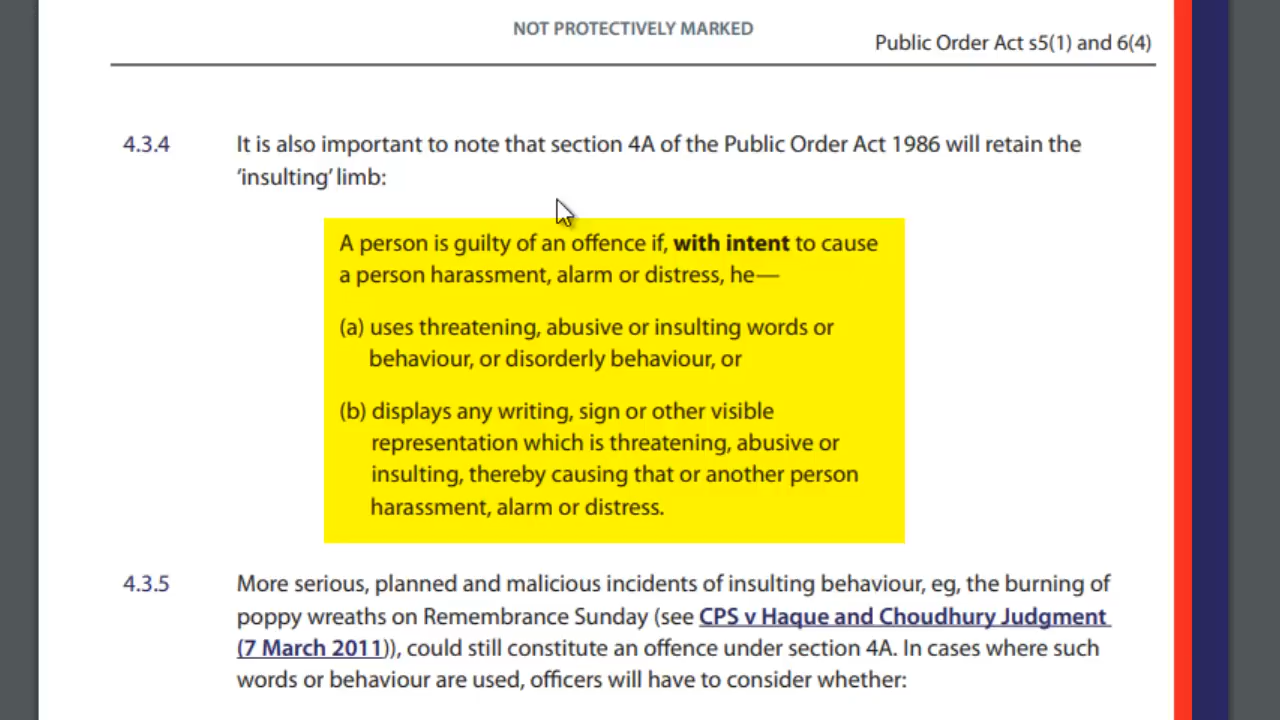 NOT PROTECTIVELY MARKED
Public Order Act s5(1) and 6(4)
4.3.4 It is also important to note that section 4A of the Public Order Act 1986 will retain the
‘insulting’ limb:
A person is guilty of an offence if, with intent to cause
a person harassment, alarm or distress, he—
(a) uses threatening, abusive or insulting words or
behaviour, or disorderly behaviour, or
(b) displays any writing, sign or other visible
representation which is threatening, abusive or
insulting, thereby causing that or another person
harassment, alarm or distress.
4.3.5 More serious, planned and malicious incidents of insulting behaviour, eg, the burning of
poppy wreaths on Remembrance Sunday (see CPS v Haque and Choudhury Judgment
(7 March 2011)), could still constitute an offence under section 4A. In cases where such
words or behaviour are used, officers will have to consider whether: